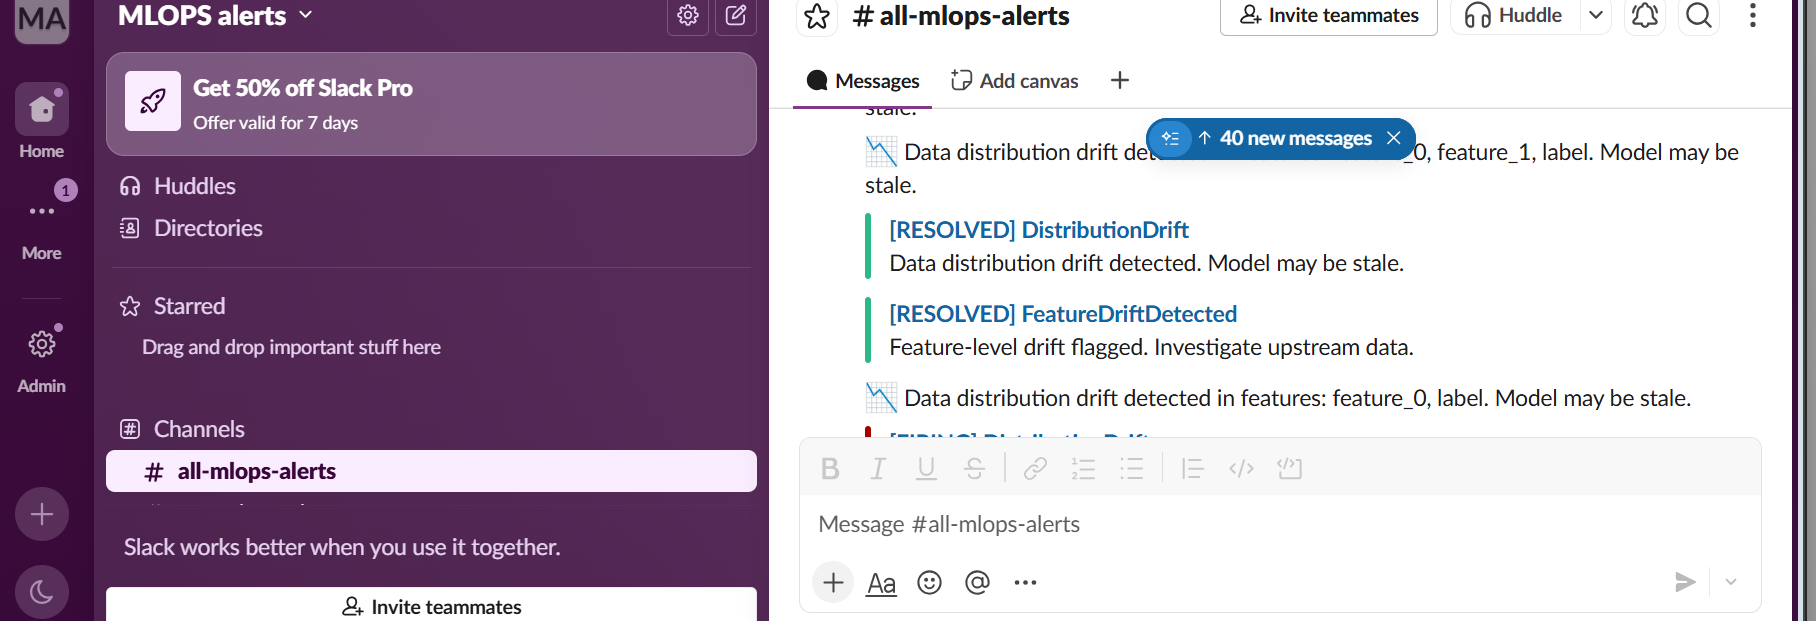 MA
MLOPS alerts
Get 50% off Slack Pro
Offer valid for 7 days
Home
1
More
Admin
Huddles
Directories
Starred
Drag and drop important stuff here
Channels
# all-mlops-alerts
Slack works better when you use it together.
Invite teammates
# all-mlops-alerts
Invite teammates
Huddle
Messages
Add canvas
+
stale.
↑ 40 new messages ×
Data distribution drift _0, feature_1, label. Model may be
stale.
[RESOLVED] DistributionDrift
Data distribution drift detected. Model may be stale.
[RESOLVED] FeatureDriftDetected
Feature-level drift flagged. Investigate upstream data.
Data distribution drift detected in features: feature_0, label. Model may be stale.
[FIRING] DistributionDrift
B I U S
Message #all-mlops-alerts
+ Aa @